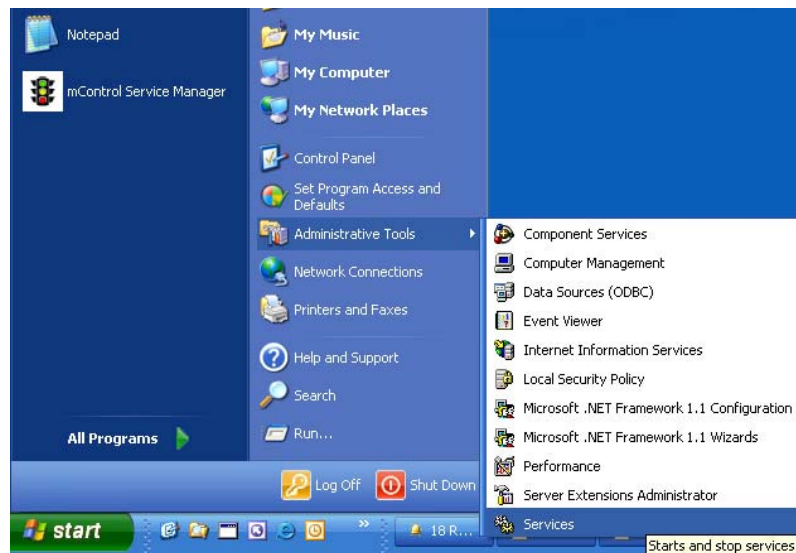 Notepad
mControl Service Manager
All Programs
My Music
My Computer
My Network Places
Control Panel
Set Program Access and
Defaults
Administrative Tools
Network Connections
Printers and Faxes
Help and Support
Search
Run...
Component Services
Computer Management
Data Sources (ODBC)
Event Viewer
Internet Information Services
Local Security Policy
Microsoft .NET Framework 1.1 Configuration
Microsoft .NET Framework 1.1 Wizards
Performance
Server Extensions Administrator
Services
Starts and stop services
Log Off
Shut Down
start
18 R...